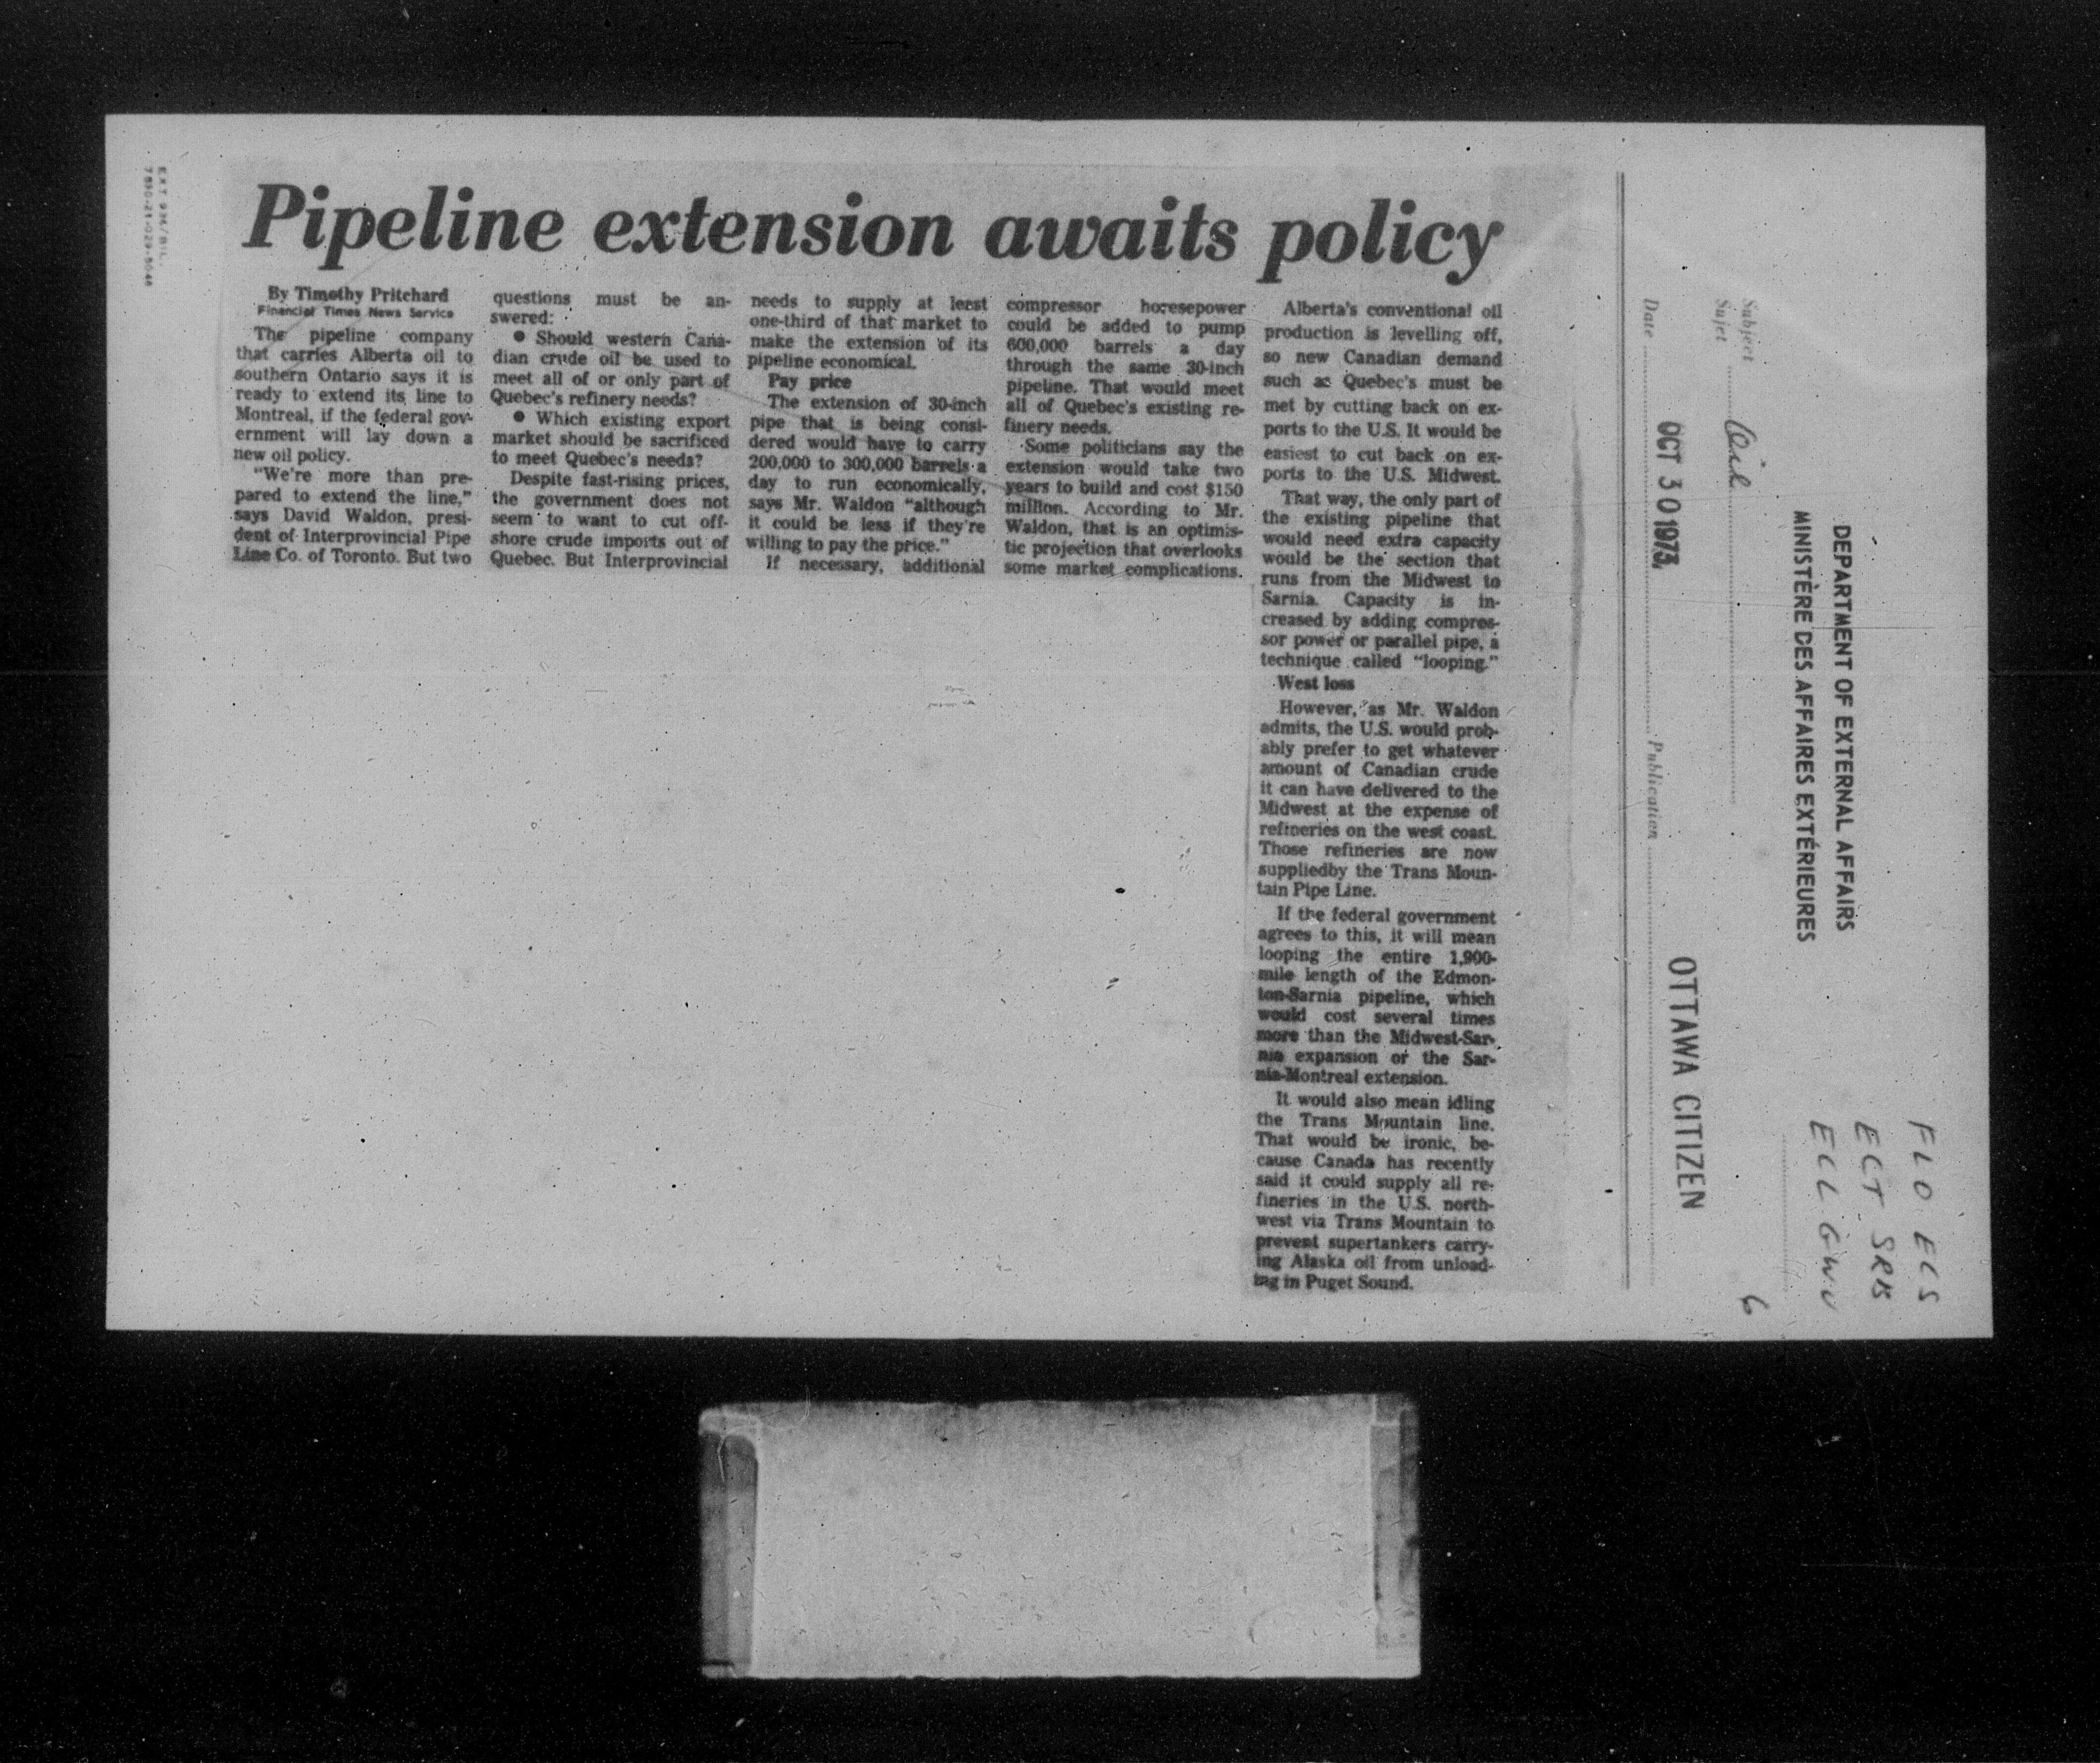 Pipeline extension awaits policy
By Timothy Pritchard
Financial Times News Service
The pipeline company
that carries Alberta oil to
southern Ontario says it is
ready to extend its line to
Montreal, if the federal gov-
ernment will lay down a
new oil policy.
"We're more than pre-
pared to extend the line,"
says David Waldon, presi-
dent of Interprovincial Pipe
Line Co. of Toronto. But two
questions must be an-
swered:
● Should western Cana-
dian crude oil be used to
meet all of or only part of
Quebec's refinery needs?
● Which existing export
market should be sacrificed
to meet Quebec's needs?
Despite fast-rising prices,
the government does not
seem to want to cut off-
shore crude imports out of
Quebec. But Interprovincial
needs to supply at least
one-third of that market to
make the extension of its
pipeline economical.
Pay price
The extension of 30-inch
pipe that is being consi-
dered would have to carry
200,000 to 300,000 barrels a
day to run economically,
says Mr. Waldon "although
it could be less if they're
willing to pay the price."
If necessary, additional
compressor horesepower
could be added to pump
600,000 barrels a day
through the same 30-inch
pipeline. That would meet
all of Quebec's existing re-
finery needs.
Some politicians say the
extension would take two
years to build and cost $150
million. According to Mr.
Waldon, that is an optimis-
tic projection that overlooks
some market complications.
Alberta's conventional oil
production is levelling off,
so new Canadian demand
such as Quebec's must be
met by cutting back on ex-
ports to the U.S. It would be
easiest to cut back on ex-
ports to the U.S. Midwest.
That way, the only part of
the existing pipeline that
would need extra capacity
would be the section that
runs from the Midwest to
Sarnia. Capacity is in-
creased by adding compres-
sor power or parallel pipe, a
technique called "looping."
West loss
However, as Mr. Waldon
admits, the U.S. would prob-
ably prefer to get whatever
amount of Canadian crude
it can have delivered to the
Midwest at the expense of
refineries on the west coast.
Those refineries are now
suppliedby the Trans Moun-
tain Pipe Line.
If the federal government
agrees to this, it will mean
looping the entire 1,900-
mile length of the Edmon-
ton-Sarnia pipeline, which
would cost several times
more than the Midwest-Sar-
nia expansion or the Sar-
nia-Montreal extension.
It would also mean idling
the Trans Mountain line.
That would be ironic, be-
cause Canada has recently
said it could supply all re-
fineries in the U.S. north-
west via Trans Mountain to
prevent supertankers carry-
ing Alaska oil from unload-
ing in Puget Sound.
DEPARTMENT OF EXTERNAL AFFAIRS
MINISTÈRE DES AFFAIRES EXTÉRIEURES
Subject
Sujet
Oil
Date
OCT 30 1973
Publication
OTTAWA CITIZEN
FLO ECS
ECT SRB
ECL GWU
6